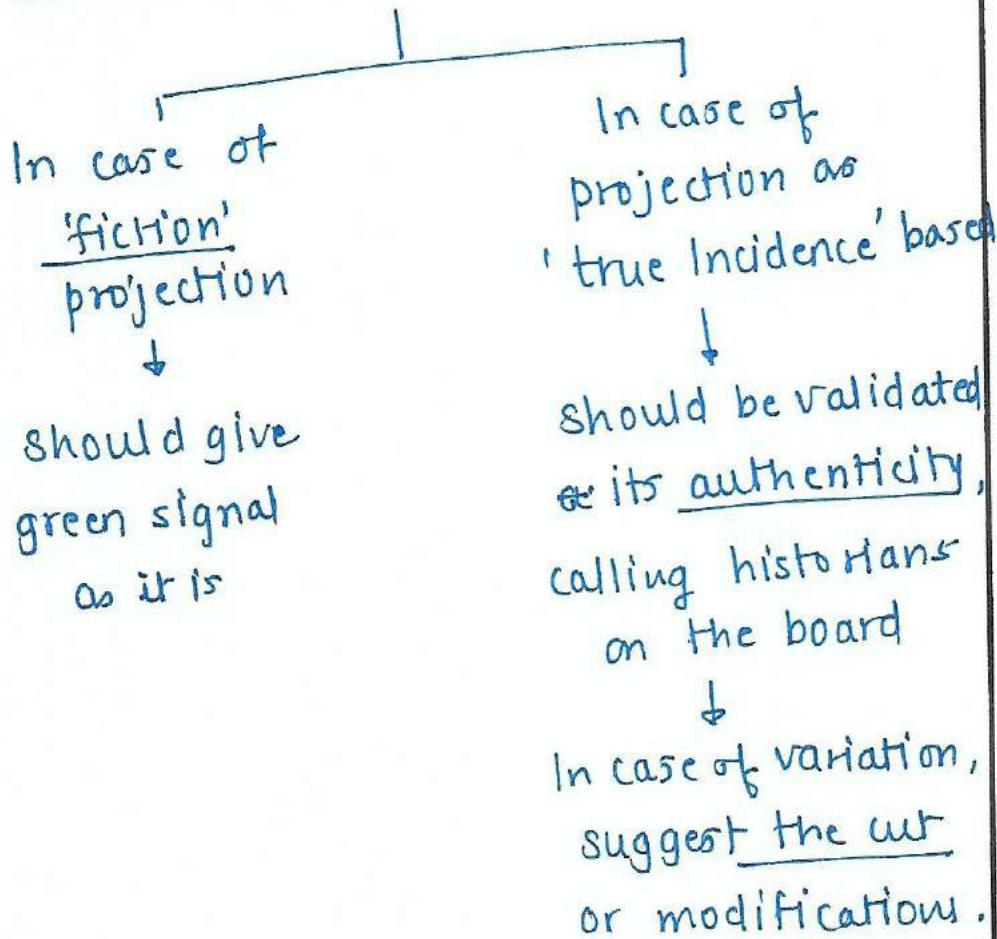 In case of
'fiction'
projection
should give
green signal
as it is
In case of
projection as
'true Incidence' based
should be validated
its authenticity,
calling historians
on the board
In case of variation,
suggest the cut
or modifications.